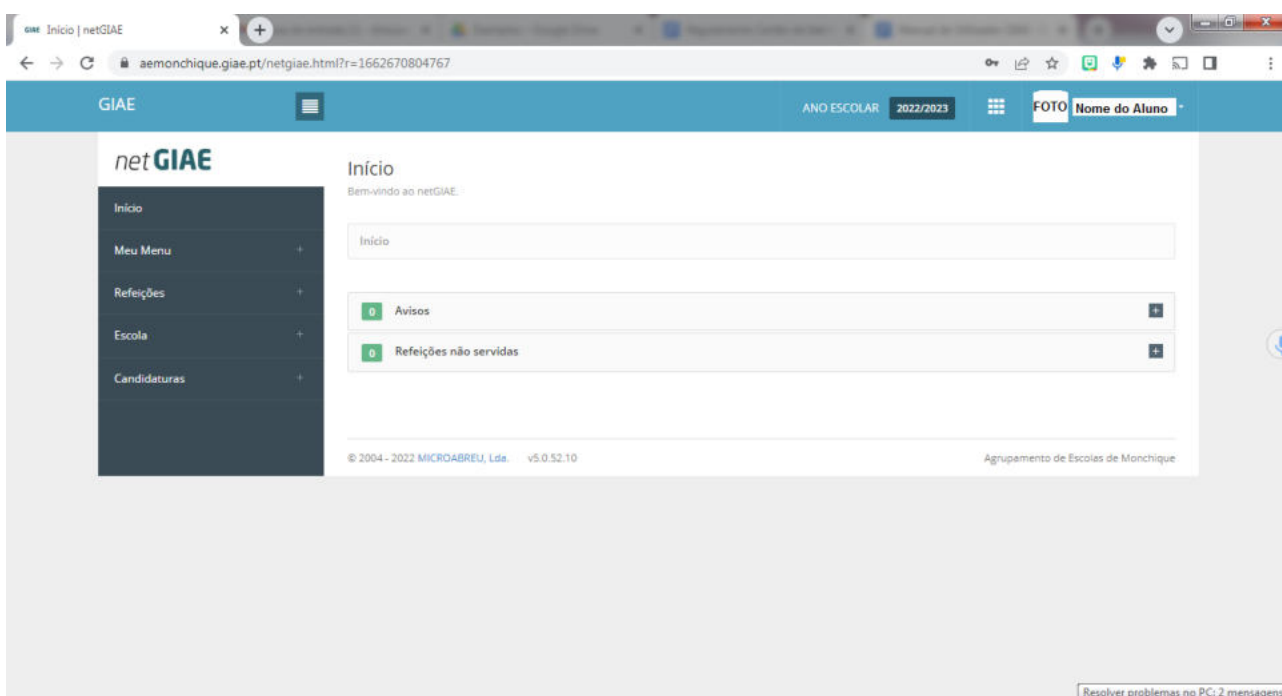 GIAE Início | netGIAE
aemonchique.giae.pt/netgiae.html?r=1662670804767
GIAE
ANO ESCOLAR 2022/2023
FOTO Nome do Aluno
netGIAE
Início
Bem-vindo ao netGIAE.
Início
Início
Meu Menu
Refeições
Escola
Candidaturas
0 Avisos
0 Refeições não servidas
© 2004 - 2022 MICROABREU, Lda. v5.0.52.10
Agrupamento de Escolas de Monchique
Resolver problemas no PC: 2 mensagens